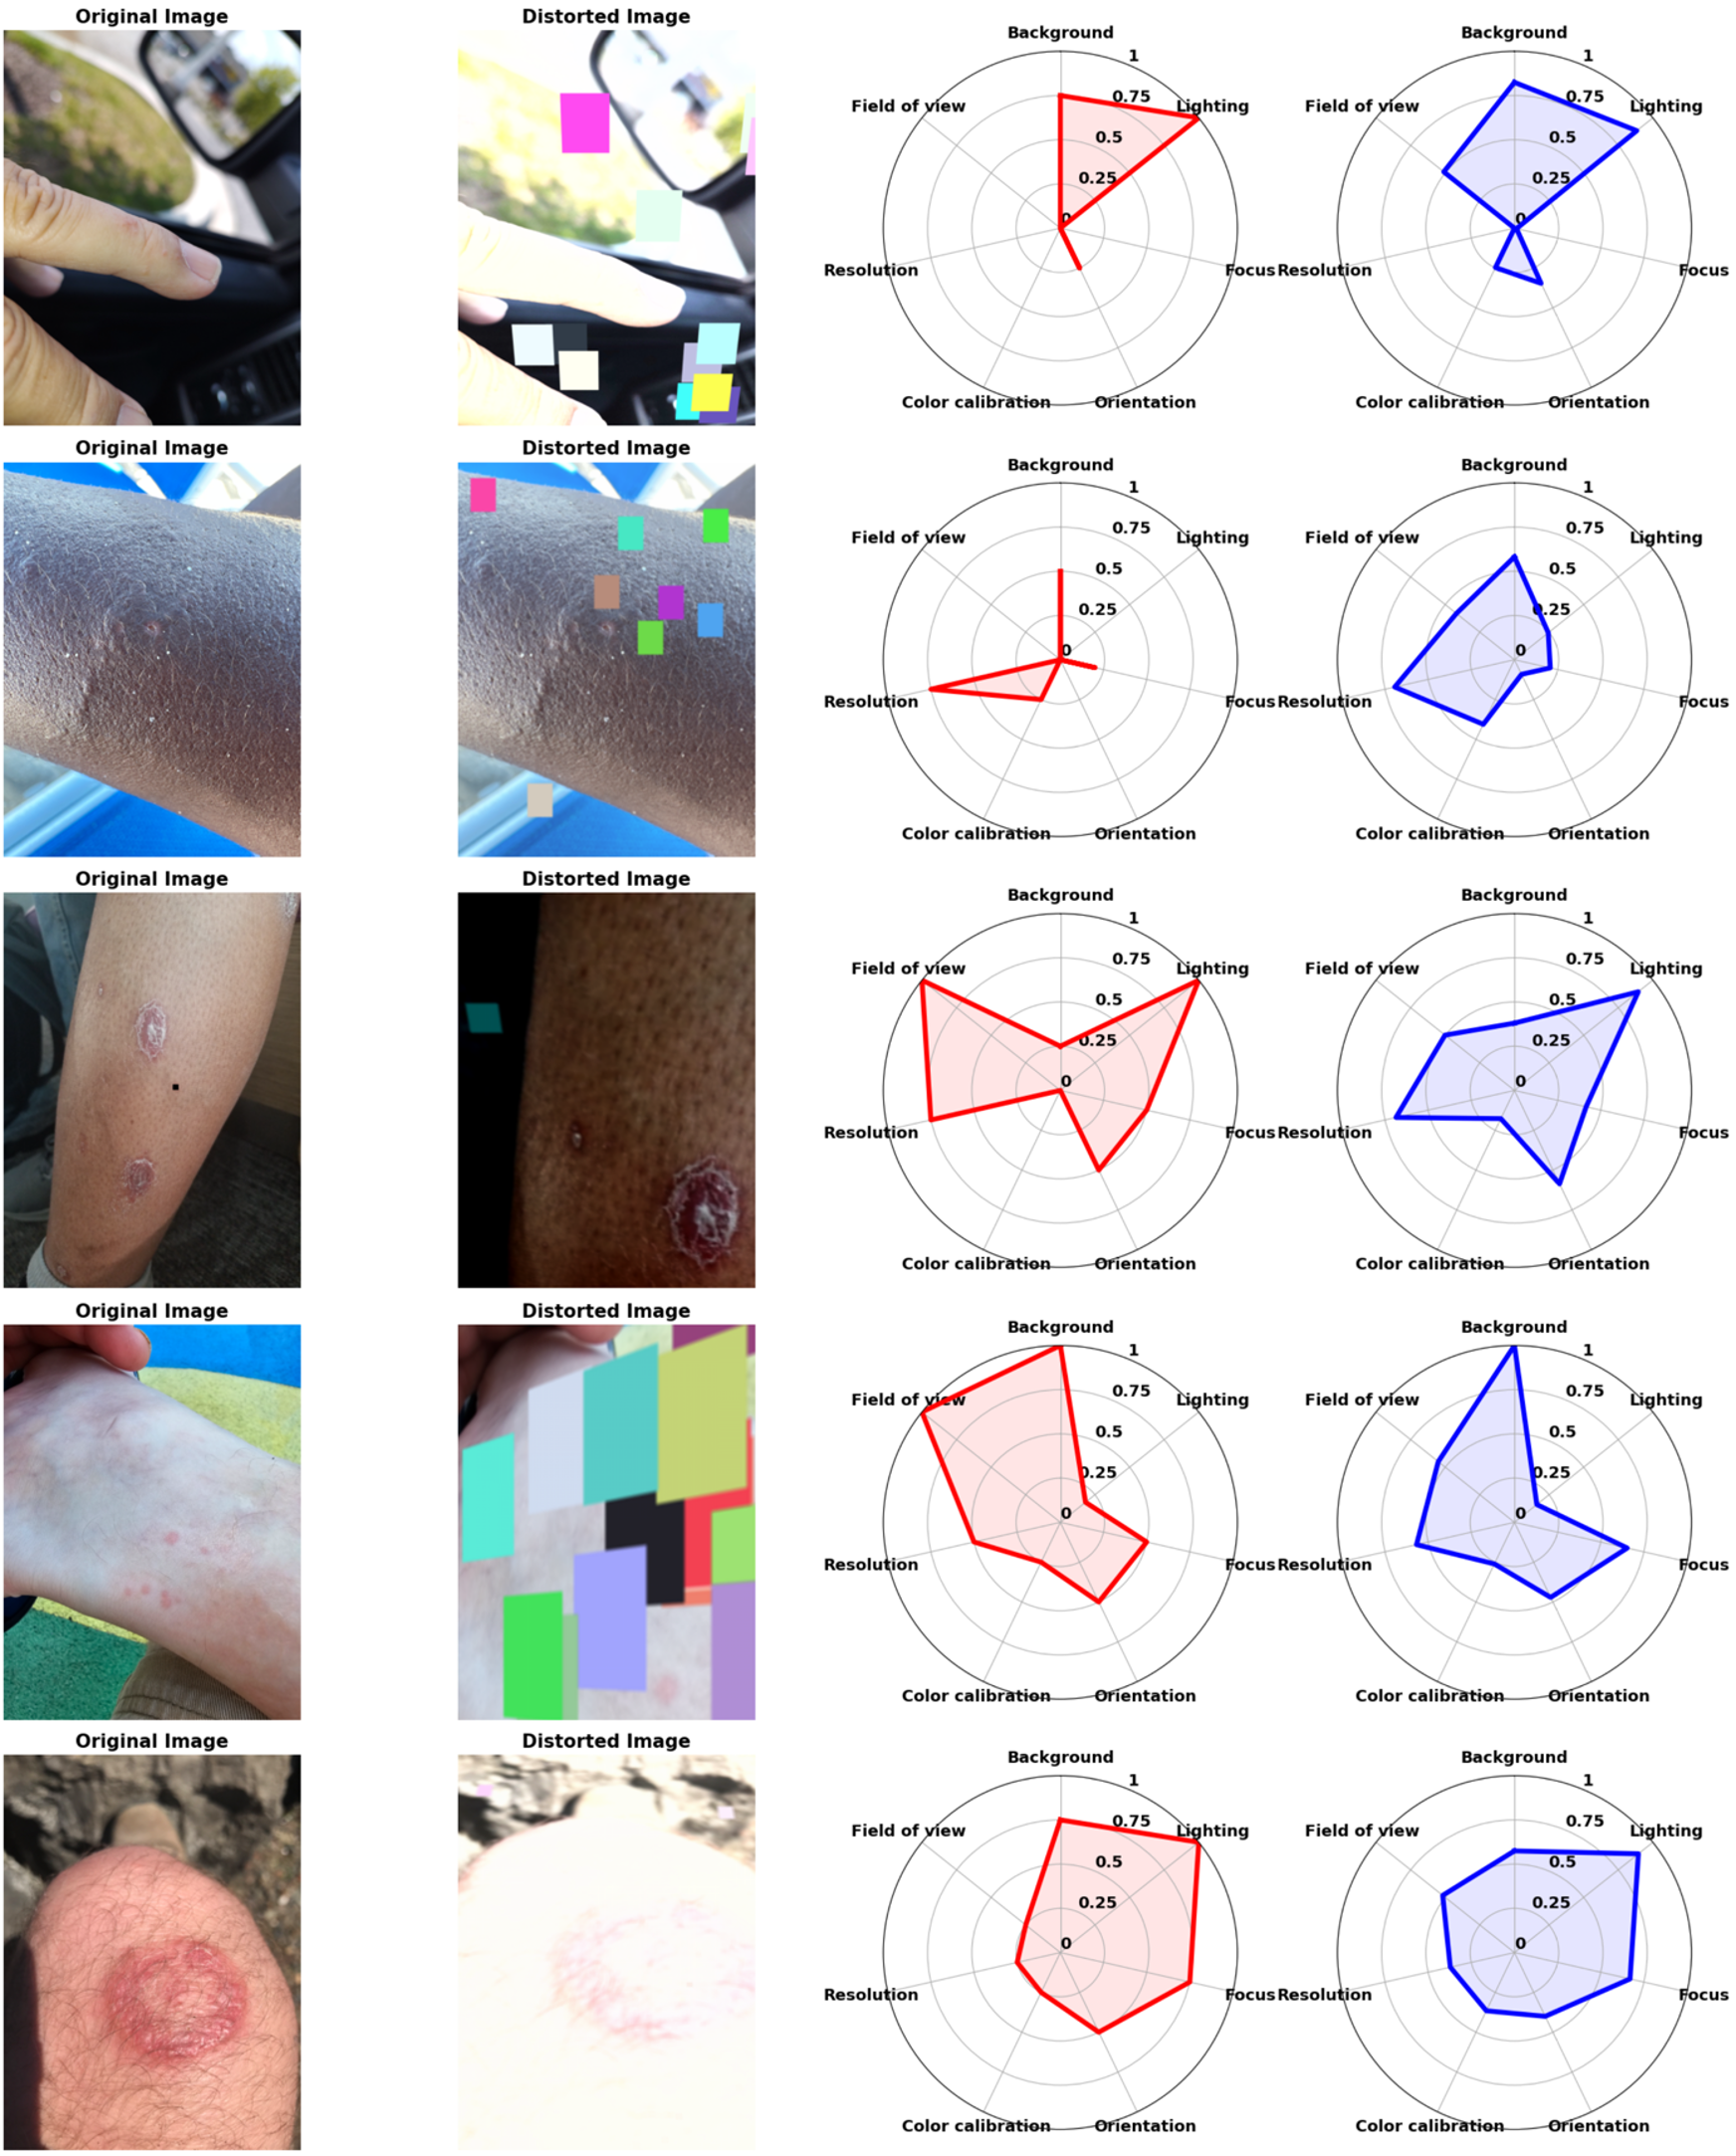 Original Image
Distorted Image
Background
1
Field of view
0.75
Lighting
0.5
0.25
0
Resolution
Focus
Color calibration
Orientation
Background
1
Field of view
0.75
Lighting
0.5
0.25
0
Resolution
Focus
Color calibration
Orientation
Original Image
Distorted Image
Background
1
Field of view
0.75
Lighting
0.5
0.25
0
Resolution
Focus
Color calibration
Orientation
Background
1
Field of view
0.75
Lighting
0.5
0.25
0
Resolution
Focus
Color calibration
Orientation
Original Image
Distorted Image
Background
1
Field of view
0.75
Lighting
0.5
0.25
0
Resolution
Focus
Color calibration
Orientation
Background
1
Field of view
0.75
Lighting
0.5
0.25
0
Resolution
Focus
Color calibration
Orientation
Original Image
Distorted Image
Background
1
Field of view
0.75
Lighting
0.5
0.25
0
Resolution
Focus
Color calibration
Orientation
Background
1
Field of view
0.75
Lighting
0.5
0.25
0
Resolution
Focus
Color calibration
Orientation
Original Image
Distorted Image
Background
1
Field of view
0.75
Lighting
0.5
0.25
0
Resolution
Focus
Color calibration
Orientation
Background
1
Field of view
0.75
Lighting
0.5
0.25
0
Resolution
Focus
Color calibration
Orientation